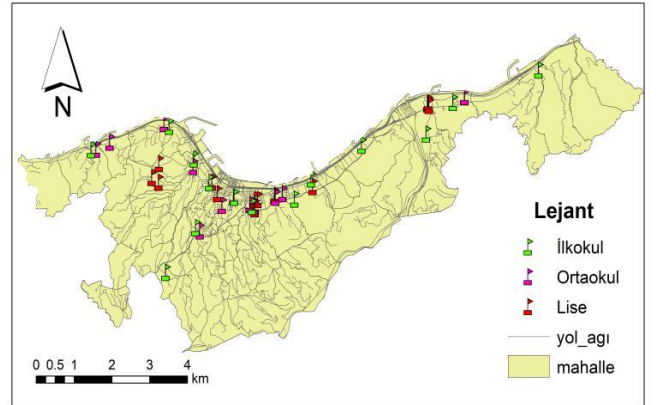 N
Lejant
İlkokul
Ortaokul
Lise
yol_agı
mahalle
0 0.5 1 2 3 4
km